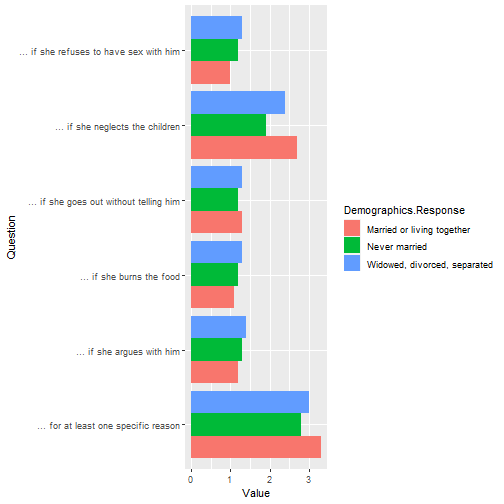 ... if she refuses to have sex with him
... if she neglects the children
... if she goes out without telling him
... if she burns the food
... if she argues with him
... for at least one specific reason
Question
0 1 2 3
Value
Demographics.Response
Married or living together
Never married
Widowed, divorced, separated